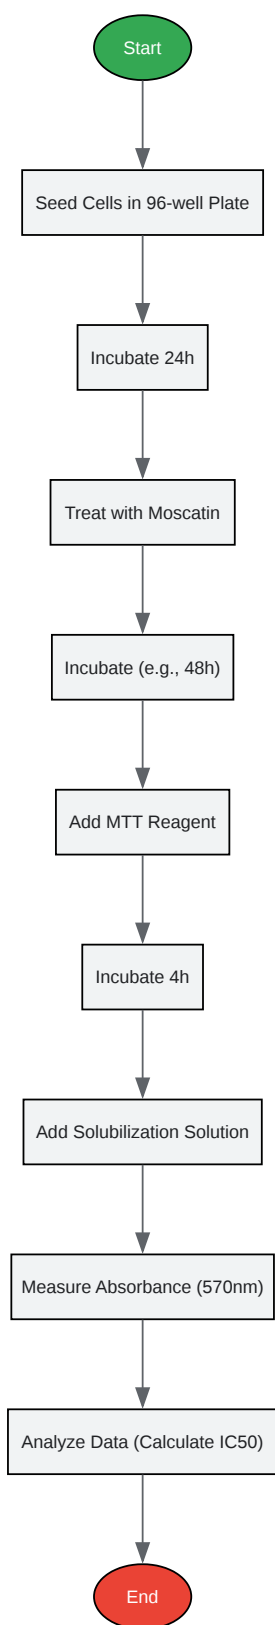 Start
Seed Cells in 96-well Plate
Incubate 24h
Treat with Moscatin
Incubate (e.g., 48h)
Add MTT Reagent
Incubate 4h
Add Solubilization Solution
Measure Absorbance (570nm)
Analyze Data (Calculate IC50)
End